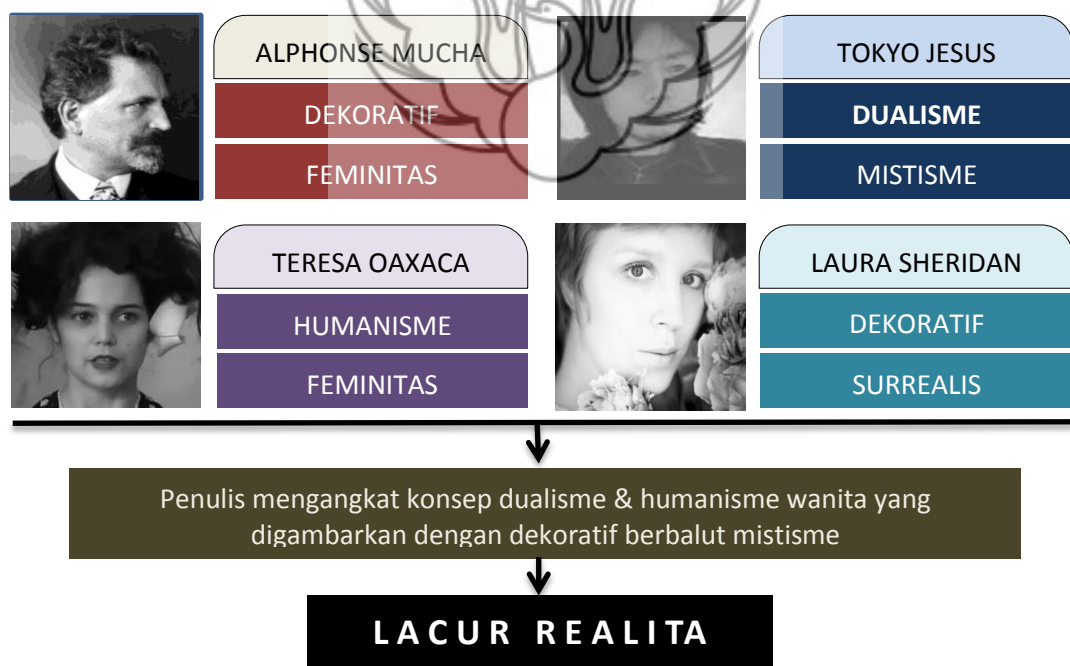 ALPHONSE MUCHA
DEKORATIF
FEMINITAS
TOKYO JESUS
DUALISME
MISTISME
TERESA OAXACA
HUMANISME
FEMINITAS
LAURA SHERIDAN
DEKORATIF
SURREALIS
Penulis mengangkat konsep dualisme & humanisme wanita yang
digambarkan dengan dekoratif berbalut mistisme
LACUR REALITA